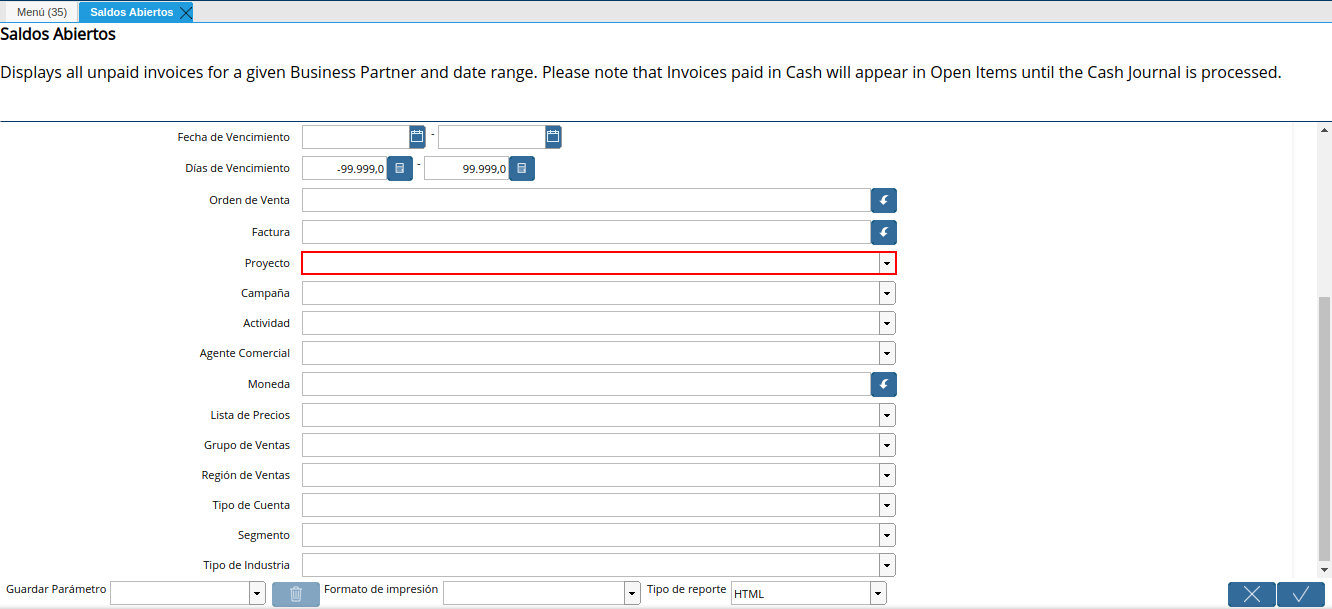 Menú (35) Saldos Abiertos
Saldos Abiertos
Displays all unpaid invoices for a given Business Partner and date range. Please note that Invoices paid in Cash will appear in Open Items until the Cash Journal is processed.
Fecha de Vencimiento -
Días de Vencimiento -99.999,0 - 99.999,0
Orden de Venta
Factura
Proyecto
Campaña
Actividad
Agente Comercial
Moneda
Lista de Precios
Grupo de Ventas
Región de Ventas
Tipo de Cuenta
Segmento
Tipo de Industria
Guardar Parámetro Formato de impresión Tipo de reporte HTML